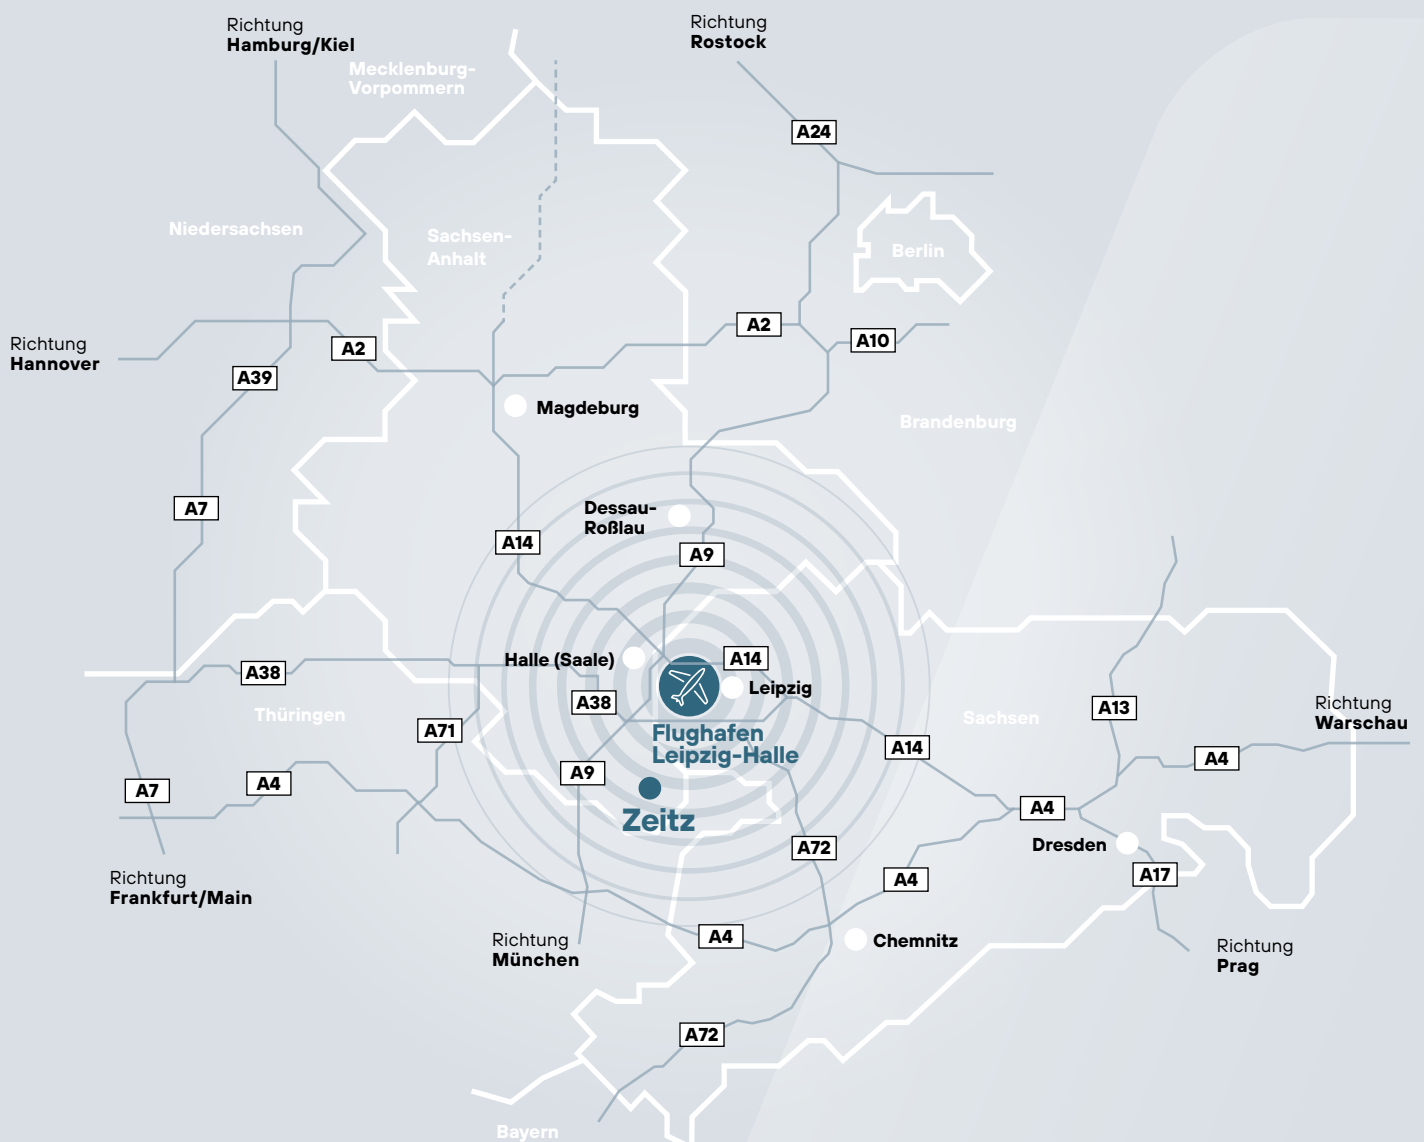 Richtung
Hamburg/Kiel
Richtung
Rostock
Mecklenburg-
Vorpommern
A24
Niedersachsen
Sachsen-
Anhalt
Berlin
Richtung
Hannover
A2
A2
A10
A39
Magdeburg
Brandenburg
A7
Dessau-
Roßlau
A14
A9
Halle (Saale)
A14
A38
Leipzig
A38
Thüringen
A71
Flughafen
Leipzig-Halle
Sachsen
A13
Richtung
Warschau
A14
A4
A9
A7
A4
Zeitz
A4
Dresden
A72
A17
A4
Richtung
Frankfurt/Main
A4
Richtung
München
Chemnitz
Richtung
Prag
A72
Bayern